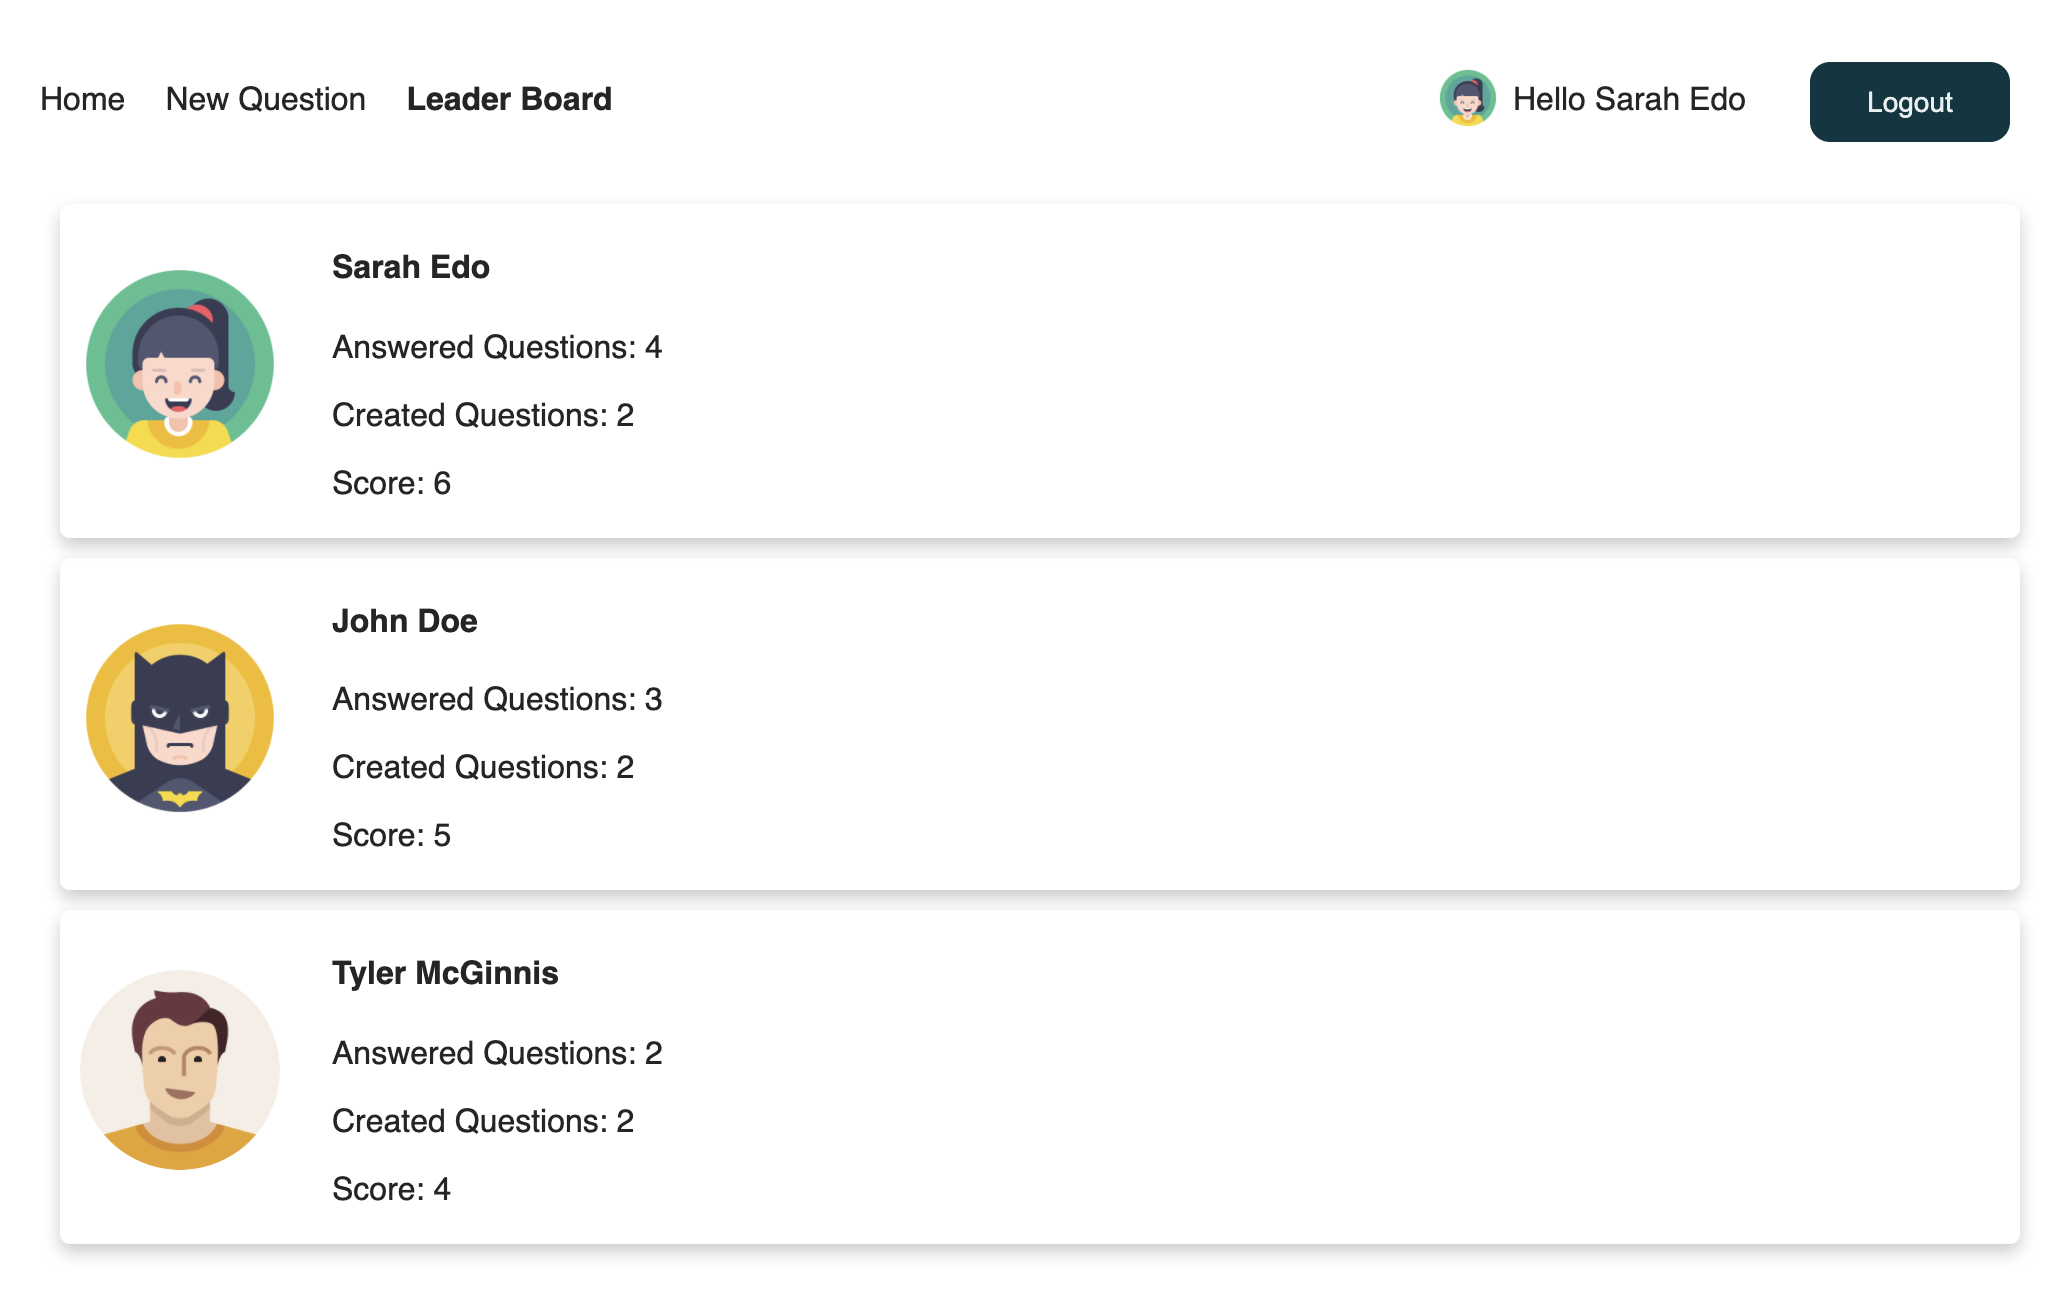 Home New Question Leader Board Hello Sarah Edo Logout
Sarah Edo
Answered Questions: 4
Created Questions: 2
Score: 6
John Doe
Answered Questions: 3
Created Questions: 2
Score: 5
Tyler McGinnis
Answered Questions: 2
Created Questions: 2
Score: 4